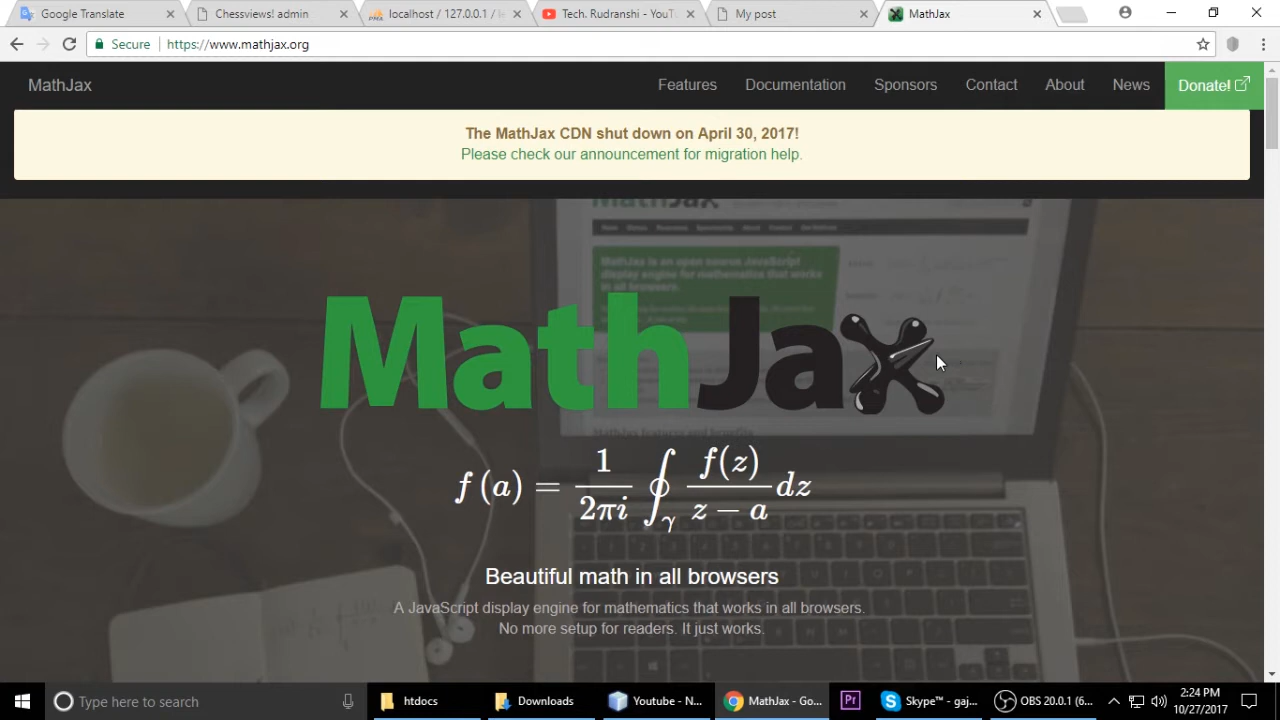 Google Translate
Chessviews! admin
localhost / 127.0.0.1 / l
Tech. Rudranshi - YouT
My post
MathJax
Secure
https://www.mathjax.org
MathJax
Features
Documentation
Sponsors
Contact
About
News
Donate!
The MathJax CDN shut down on April 30, 2017!
Please check our announcement for migration help.
MathJax
f (a) = 1/2πi ∮γ f(z)/z − a dz
Beautiful math in all browsers
A JavaScript display engine for mathematics that works in all browsers.
No more setup for readers. It just works.
Type here to search
htdocs
Downloads
Youtube - N...
MathJax - Go...
Pr
Skype™ - gaj...
OBS 20.0.1 (6...
2:24 PM
10/27/2017